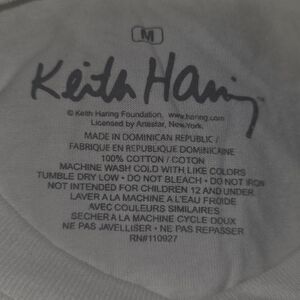 M
Keith Haring
© Keith Haring Foundation, www.haring.com
Licensed by Artestar, New York.
MADE IN DOMINICAN REPUBLIC /
FABRIQUE EN REPUBLIQUE DOMINICAINE
100% COTTON / COTON
MACHINE WASH COLD WITH LIKE COLORS
TUMBLE DRY LOW • DO NOT BLEACH • DO NOT IRON
NOT INTENDED FOR CHILDREN 12 AND UNDER
LAVER A LA MACHINE A L'EAU FROIDE
AVEC COULEURS SIMILAIRES
SECHER A LA MACHINE CYCLE DOUX
NE PAS JAVELLISER • NE PAS REPASSER
RN#110927